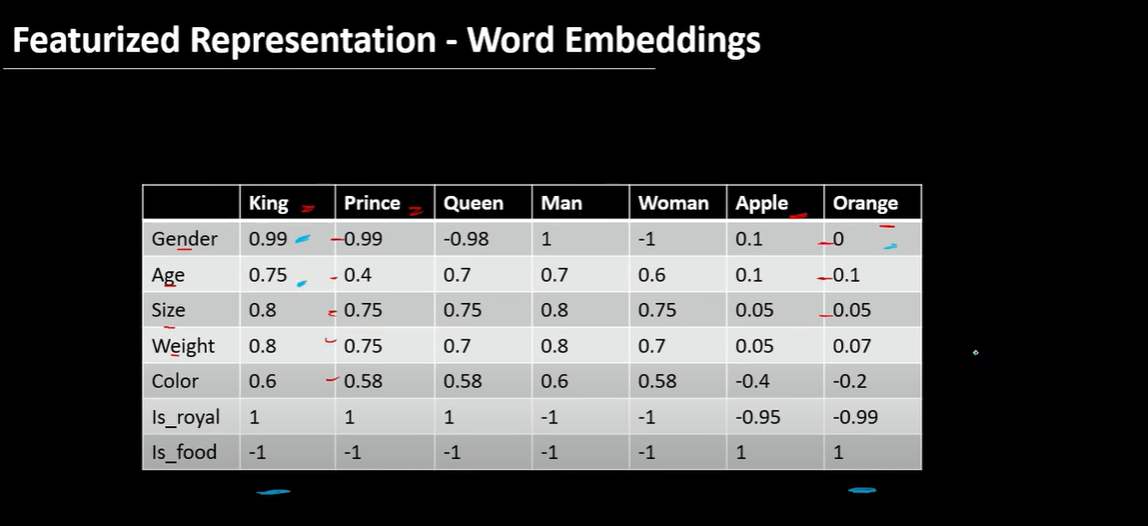 Featurized Representation - Word Embeddings
King Prince Queen Man Woman Apple Orange
Gender 0.99 0.99 -0.98 1 -1 0.1 0
Age 0.75 0.4 0.7 0.7 0.6 0.1 0.1
Size 0.8 0.75 0.75 0.8 0.75 0.05 0.05
Weight 0.8 0.75 0.7 0.8 0.7 0.05 0.07
Color 0.6 0.58 0.58 0.6 0.58 -0.4 -0.2
Is_royal 1 1 1 -1 -1 -0.95 -0.99
Is_food -1 -1 -1 -1 -1 1 1